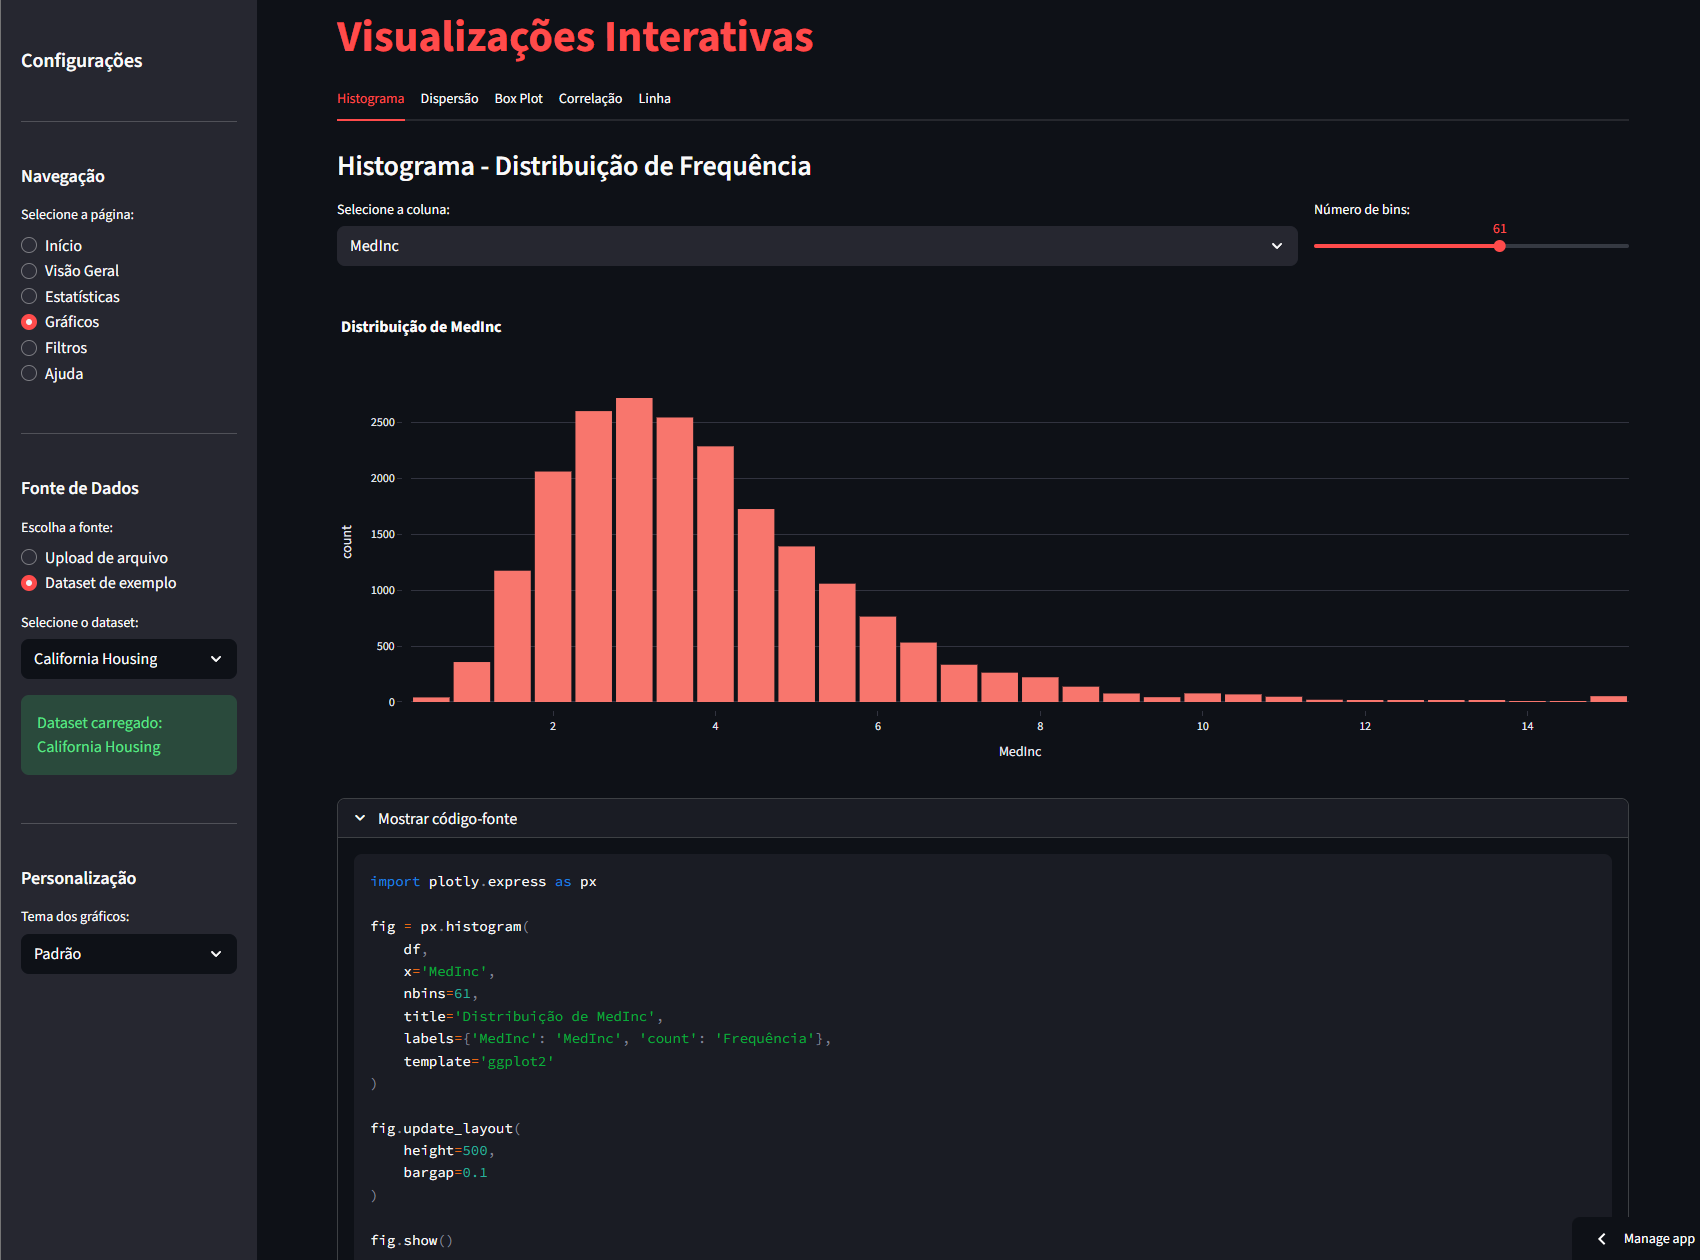 Configurações
Navegação
Selecione a página:
Início
Visão Geral
Estatísticas
Gráficos
Filtros
Ajuda
Fonte de Dados
Escolha a fonte:
Upload de arquivo
Dataset de exemplo
Selecione o dataset:
California Housing
Dataset carregado:
California Housing
Personalização
Tema dos gráficos:
Padrão
Visualizações Interativas
Histograma Dispersão Box Plot Correlação Linha
Histograma - Distribuição de Frequência
Selecione a coluna:
MedInc
Número de bins:
61
Distribuição de MedInc
2500
2000
1500
1000
500
0
count
2 4 6 8 10 12 14
MedInc
Mostrar código-fonte
import plotly.express as px
fig = px.histogram(
    df,
    x='MedInc',
    nbins=61,
    title='Distribuição de MedInc',
    labels={'MedInc': 'MedInc', 'count': 'Frequência'},
    template='ggplot2'
)
fig.update_layout(
    height=500,
    bargap=0.1
)
fig.show()
Manage app